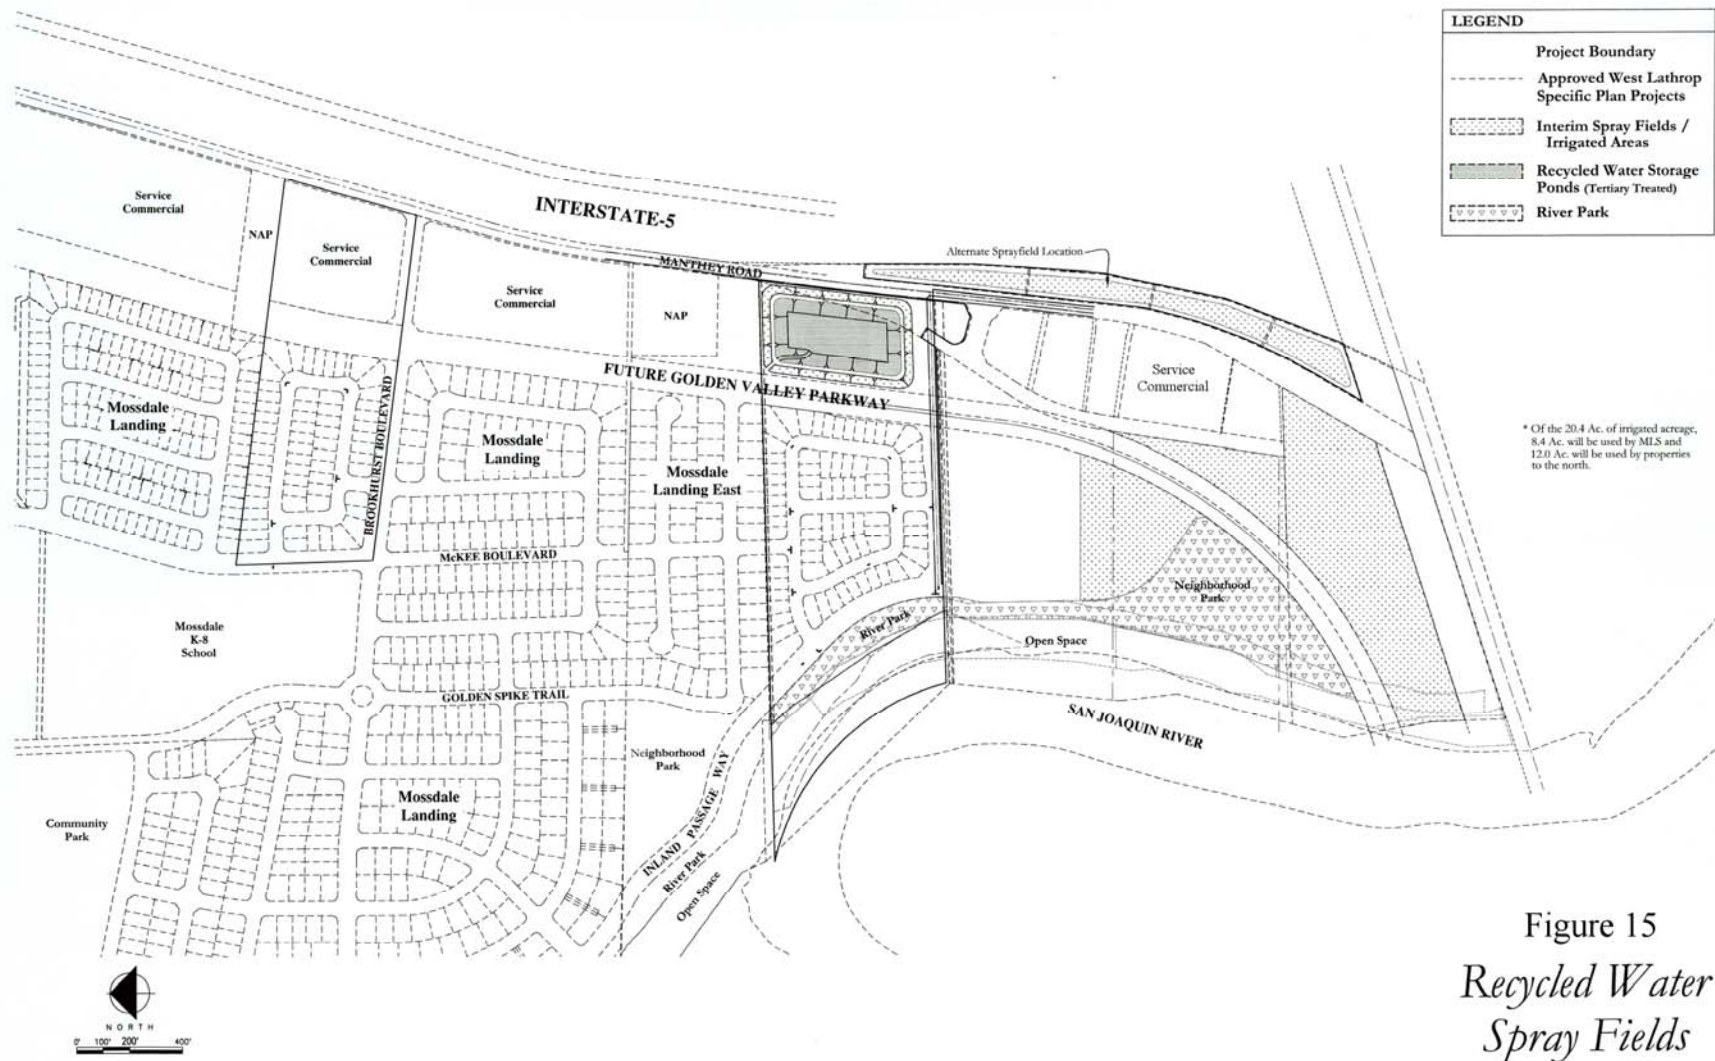 LEGEND
Project Boundary
Approved West Lathrop
Specific Plan Projects
Interim Spray Fields /
Irrigated Areas
Recycled Water Storage
Ponds (Tertiary Treated)
River Park
Service
Commercial
NAP
Service
Commercial
INTERSTATE-5
MANTHEY ROAD
Alternate Sprayfield Location
Service
Commercial
NAP
Service
Commercial
FUTURE GOLDEN VALLEY PARKWAY
Mossdale
Landing
BROOKHURST BOULEVARD
Mossdale
Landing
Mossdale
Landing East
* Of the 20.4 Ac. of irrigated acreage,
8.4 Ac. will be used by MLS and
12.0 Ac. will be used by properties
to the north.
McKEE BOULEVARD
Neighborhood
Park
Mossdale
K-8
School
River Park
Open Space
GOLDEN SPIKE TRAIL
SAN JOAQUIN RIVER
Neighborhood
Park
INLAND PASSAGE WAY
River Park
Open Space
Mossdale
Landing
Community
Park
NORTH
0' 100' 200' 400'
Figure 15
Recycled Water
Spray Fields